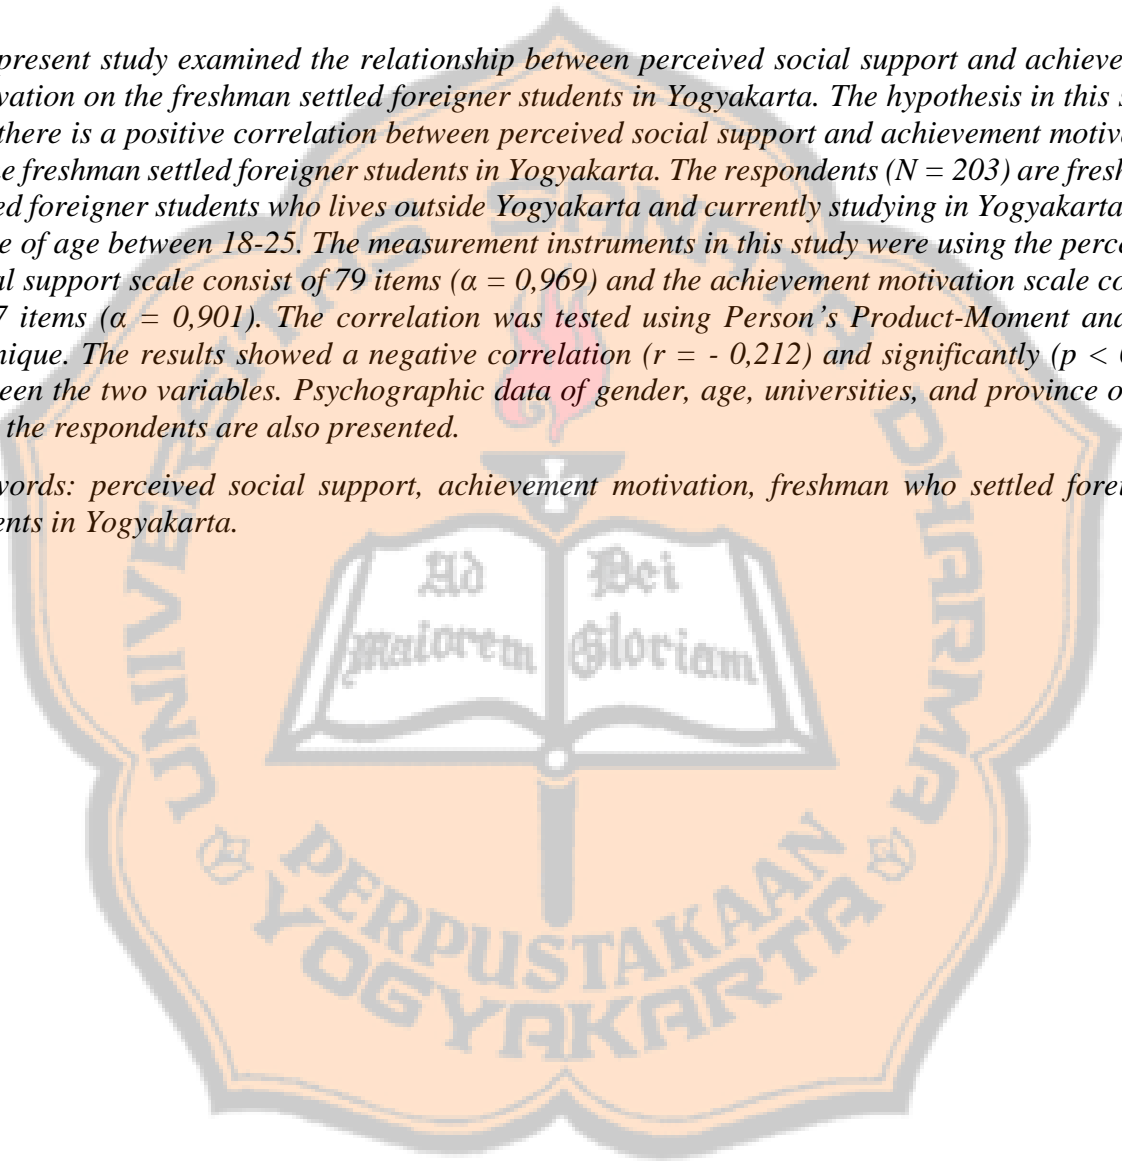 present study examined the relationship between perceived social support and achieve
vation on the freshman settled foreigner students in Yogyakarta. The hypothesis in this s
there is a positive correlation between perceived social support and achievement motiv
he freshman settled foreigner students in Yogyakarta. The respondents (N = 203) are fresh
ed foreigner students who lives outside Yogyakarta and currently studying in Yogyakarta
e of age between 18-25. The measurement instruments in this study were using the perce
al support scale consist of 79 items (α = 0,969) and the achievement motivation scale co
7 items (α = 0,901). The correlation was tested using Person's Product-Moment and
nique. The results showed a negative correlation (r = - 0,212) and significantly (p <
een the two variables. Psychographic data of gender, age, universities, and province o
the respondents are also presented.
words: perceived social support, achievement motivation, freshman who settled forei
ents in Yogyakarta.
UNIVERSITAS SANATA DHARMA
Ad Dei
maiorem Gloriam
PERPUSTAKAAN
YOGYAKARTA